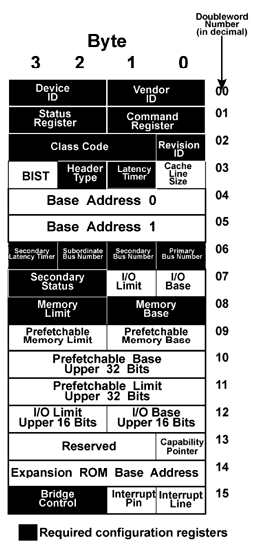 Doubleword
Number
(in decimal)
Byte
3 2 1 0
Device
ID
Vendor
ID
00
Status
Register
Command
Register
01
Class Code
Revision
ID
02
BIST
Header
Type
Latency
Timer
Cache
Line
Size
03
Base Address 0
04
Base Address 1
05
Secondary
Latency Timer
Subordinate
Bus Number
Secondary
Bus Number
Primary
Bus Number
06
Secondary
Status
I/O
Limit
I/O
Base
07
Memory
Limit
Memory
Base
08
Prefetchable
Memory Limit
Prefetchable
Memory Base
09
Prefetchable Base
Upper 32 Bits
10
Prefetchable Limit
Upper 32 Bits
11
I/O Limit
Upper 16 Bits
I/O Base
Upper 16 Bits
12
Reserved
Capability
Pointer
13
Expansion ROM Base Address
14
Bridge
Control
Interrupt
Pin
Interrupt
Line
15
Required configuration registers